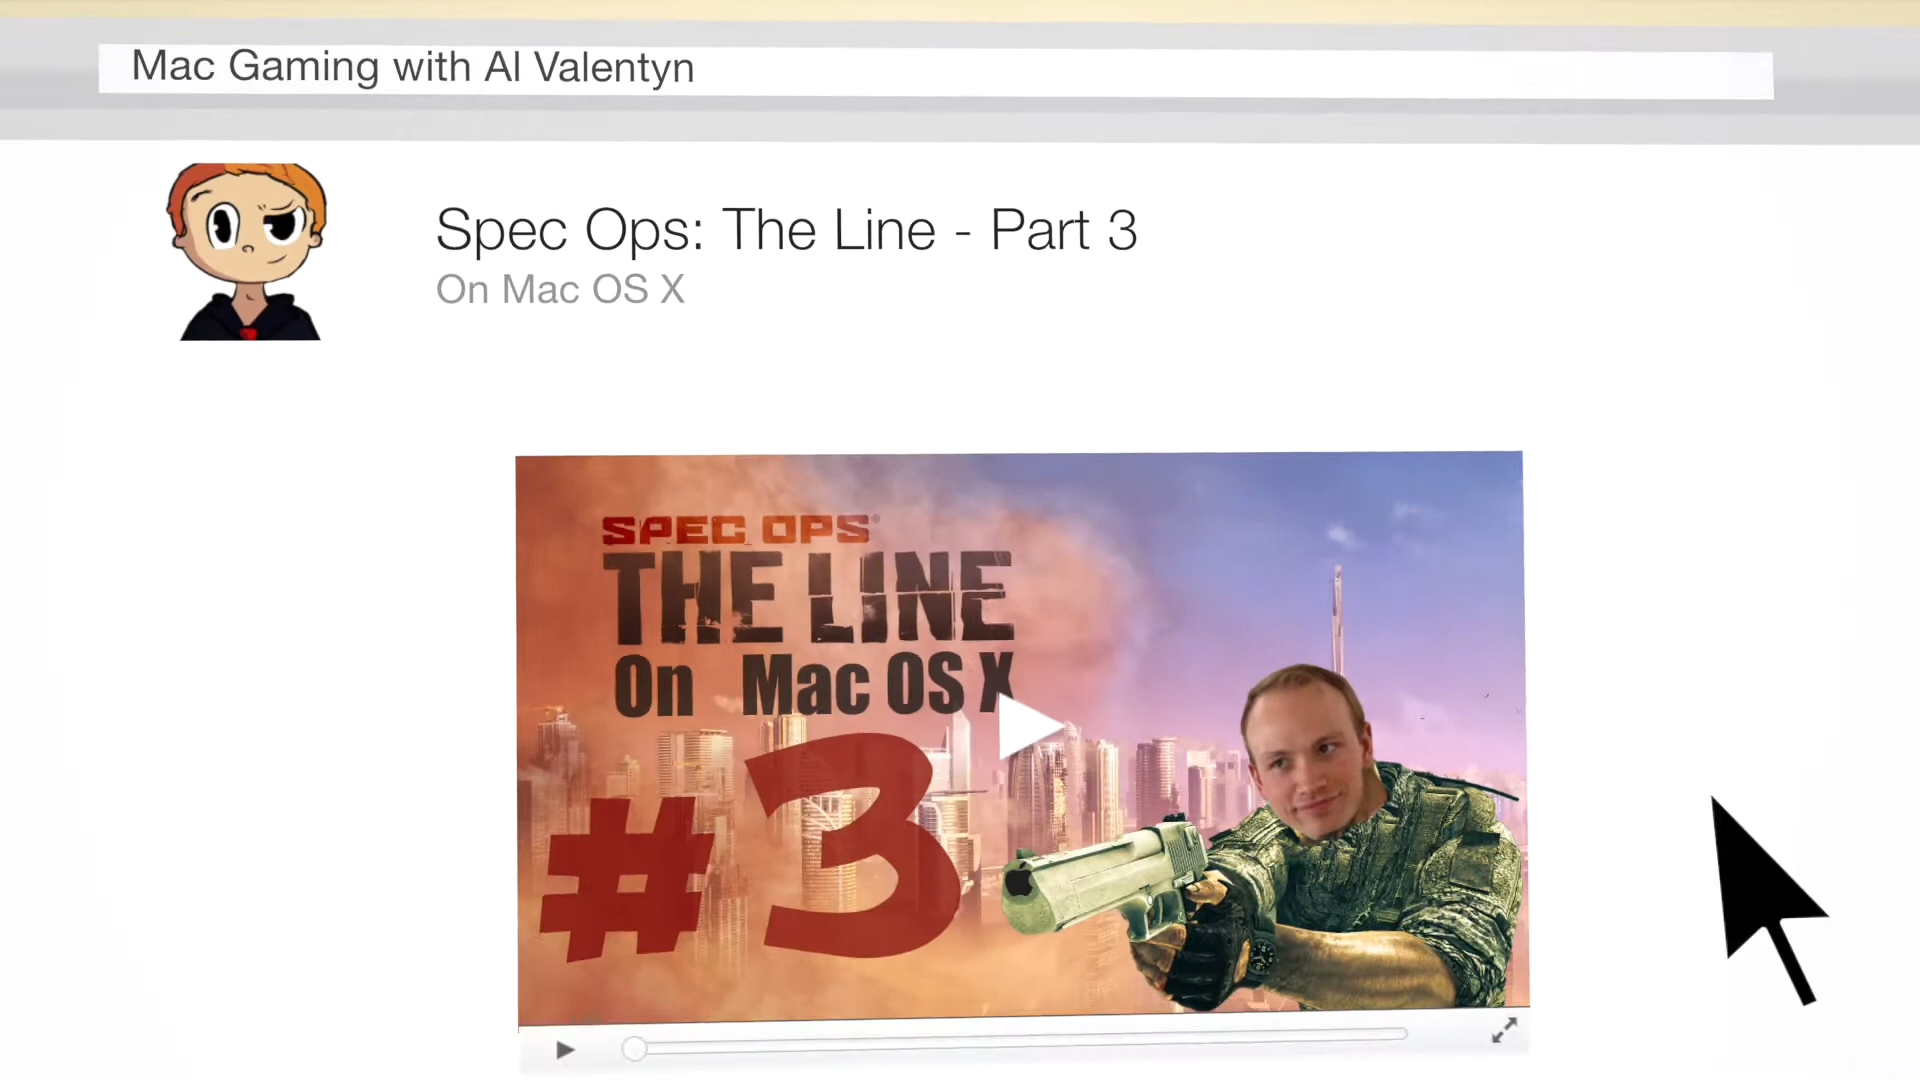 Mac Gaming with Al Valentyn
Spec Ops: The Line - Part 3
On Mac OS X
SPEC OPS
THE LINE
On Mac OS X
#3